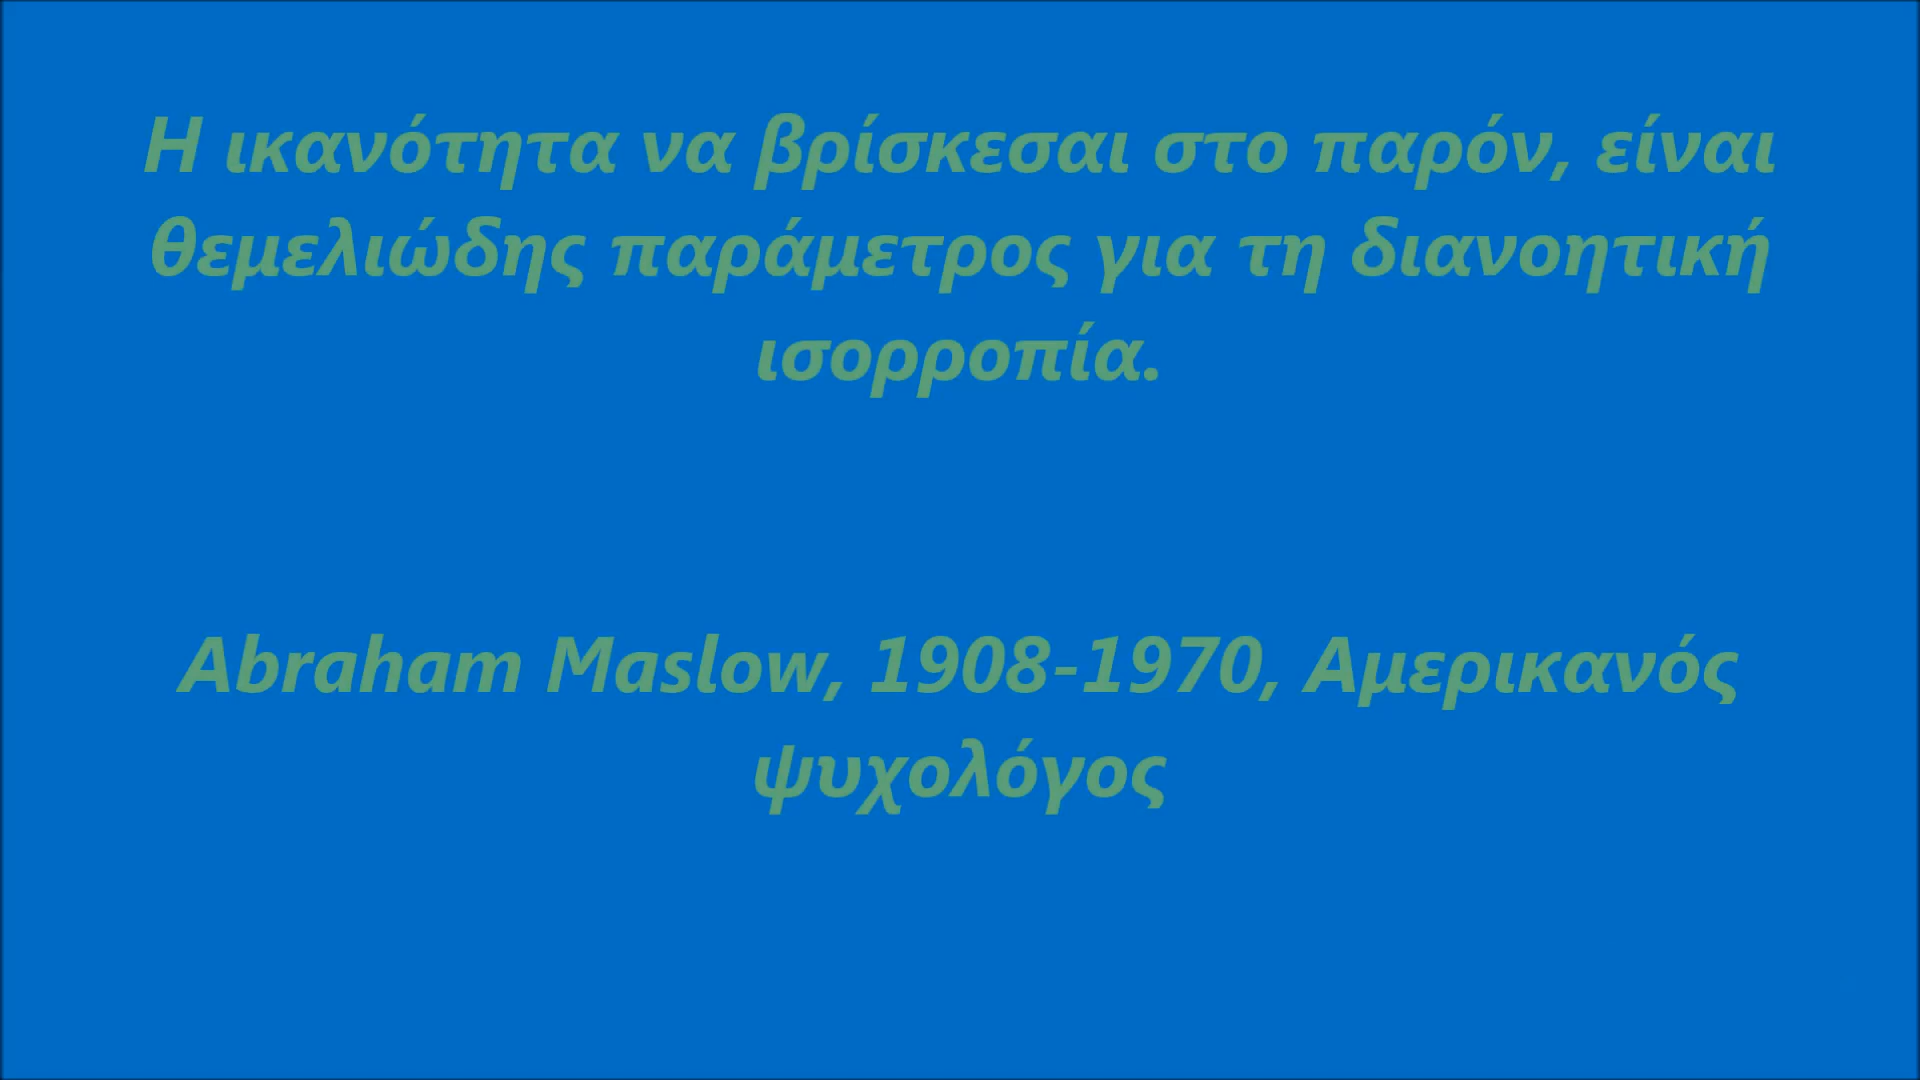 Η ικανότητα να βρίσκεσαι στο παρόν, είναι
θεμελιώδης παράμετρος για τη διανοητική
ισορροπία.
Abraham Maslow, 1908-1970, Αμερικανός
ψυχολόγος